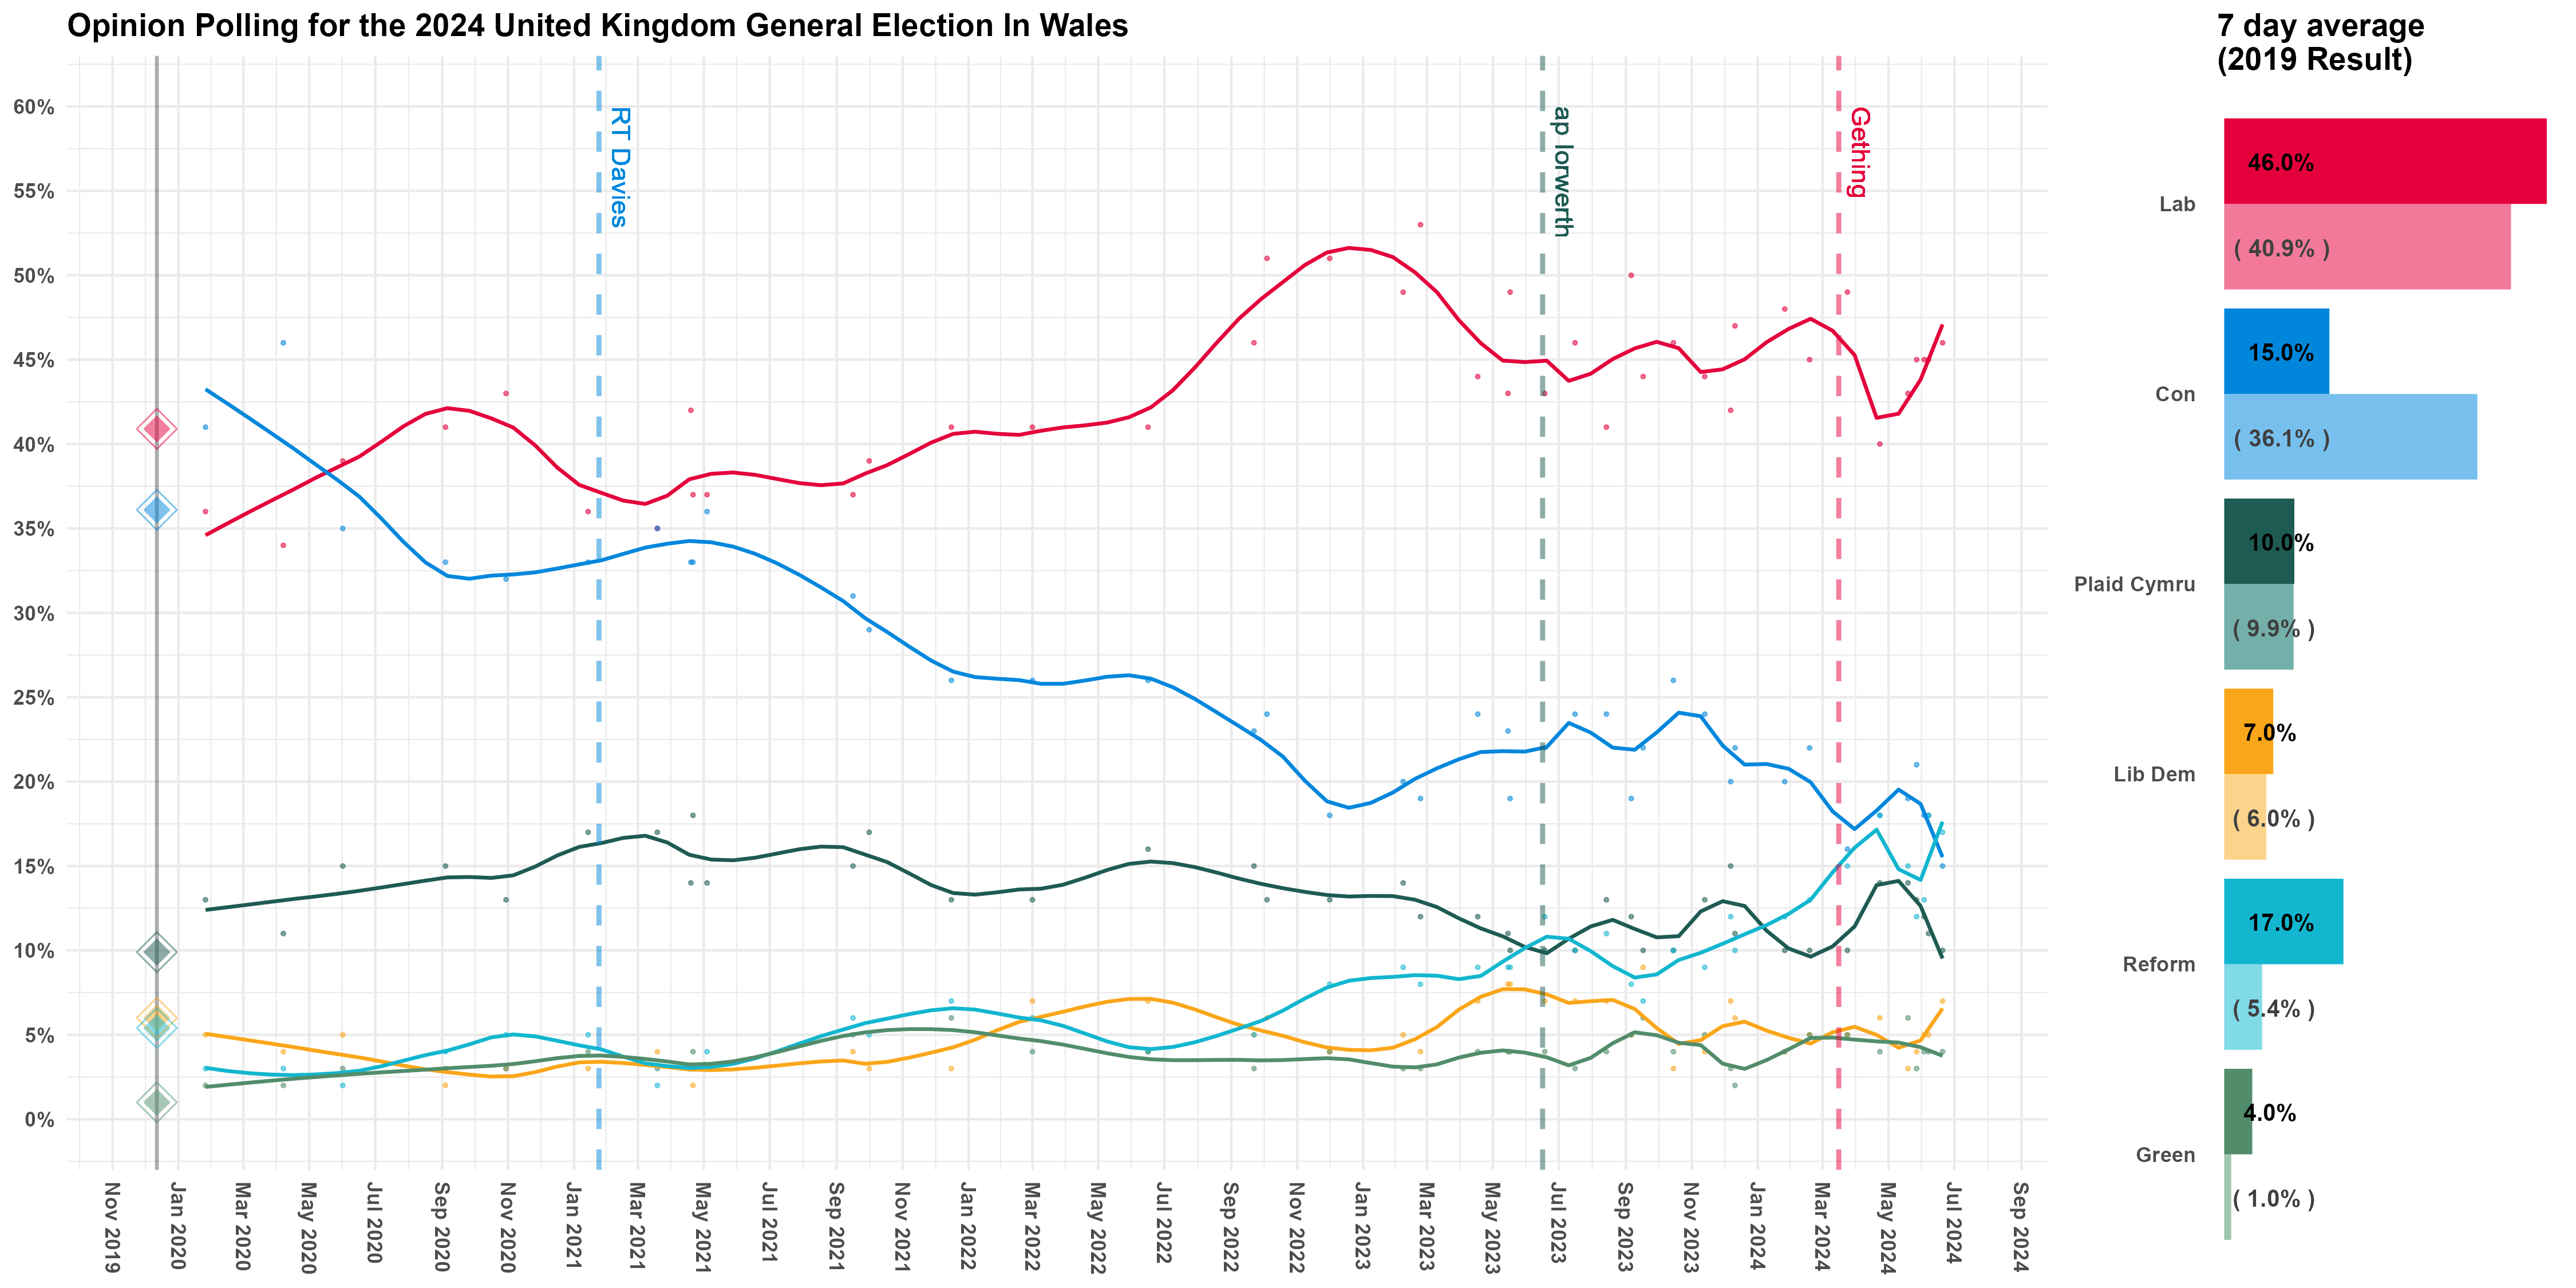 Opinion Polling for the 2024 United Kingdom General Election In Wales
7 day average
(2019 Result)
60%
55%
50%
45%
40%
35%
30%
25%
20%
15%
10%
5%
0%
RT Davies
ap Iorwerth
Gething
Nov 2019
Jan 2020
Mar 2020
May 2020
Jul 2020
Sep 2020
Nov 2020
Jan 2021
Mar 2021
May 2021
Jul 2021
Sep 2021
Nov 2021
Jan 2022
Mar 2022
May 2022
Jul 2022
Sep 2022
Nov 2022
Jan 2023
Mar 2023
May 2023
Jul 2023
Sep 2023
Nov 2023
Jan 2024
Mar 2024
May 2024
Jul 2024
Sep 2024
Lab
46.0%
( 40.9% )
Con
15.0%
( 36.1% )
Plaid Cymru
10.0%
( 9.9% )
Lib Dem
7.0%
( 6.0% )
Reform
17.0%
( 5.4% )
Green
4.0%
( 1.0% )